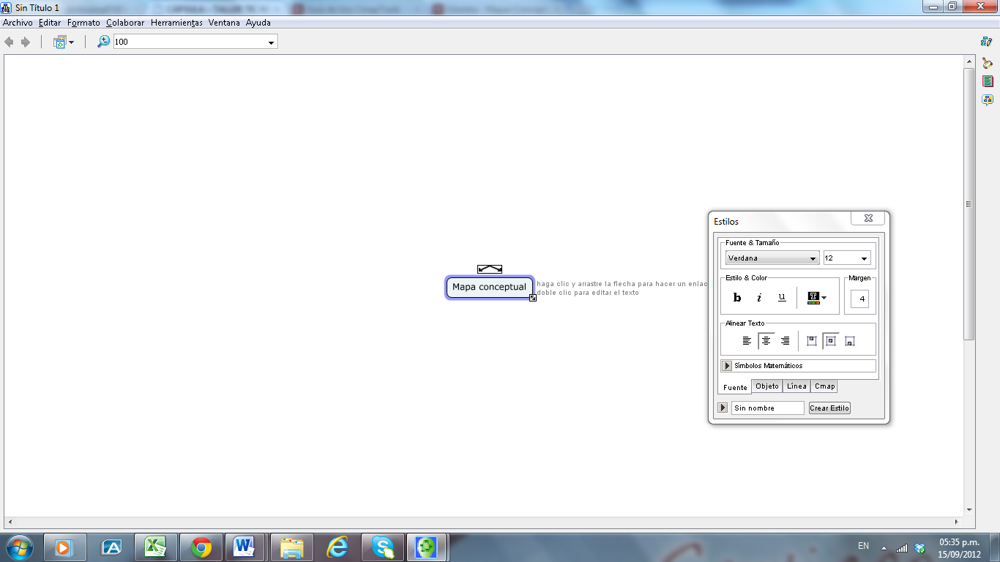 Sin Título 1
Archivo Editar Formato Colaborar Herramientas Ventana Ayuda
100
Mapa conceptual
haga clic y arrastre la flecha para hacer un enlac
doble clic para editar el texto
Estilos
Fuente & Tamaño
Verdana 12
Estilo & Color Margen
b i u T 4
Alinear Texto
Símbolos Matemáticos
Fuente Objeto Línea Cmap
Sin nombre Crear Estilo
EN 05:35 p.m.
15/09/2012